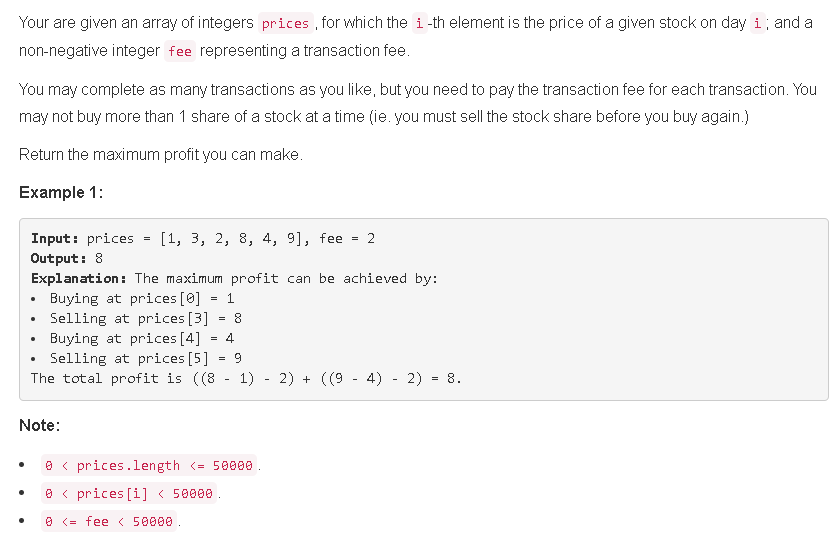 Your are given an array of integers prices, for which the i-th element is the price of a given stock on day i; and a
non-negative integer fee representing a transaction fee.
You may complete as many transactions as you like, but you need to pay the transaction fee for each transaction. You
may not buy more than 1 share of a stock at a time (ie. you must sell the stock share before you buy again.)
Return the maximum profit you can make.
Example 1:
Input: prices = [1, 3, 2, 8, 4, 9], fee = 2
Output: 8
Explanation: The maximum profit can be achieved by:
• Buying at prices[0] = 1
• Selling at prices[3] = 8
• Buying at prices[4] = 4
• Selling at prices[5] = 9
The total profit is ((8 - 1) - 2) + ((9 - 4) - 2) = 8.
Note:
• 0 < prices.length <= 50000.
• 0 < prices[i] < 50000.
• 0 <= fee < 50000.